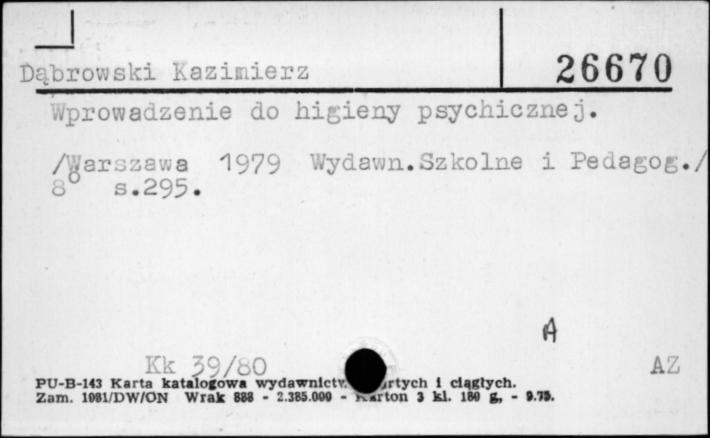 Dąbrowski Kazimierz 26670
Wprowadzenie do higieny psychicznej.
/Warszawa 1979 Wydawn.Szkolne i Pedagog./
8° s.295.
A
Kk 39/80 AZ
PU-B-143 Karta katalogowa wydawnictw rtych i ciągłych.
Zam. 1081/DW/ON Wrak 888 - 2.385.000 - Karton 3 kl. 180 g, - 9.75.